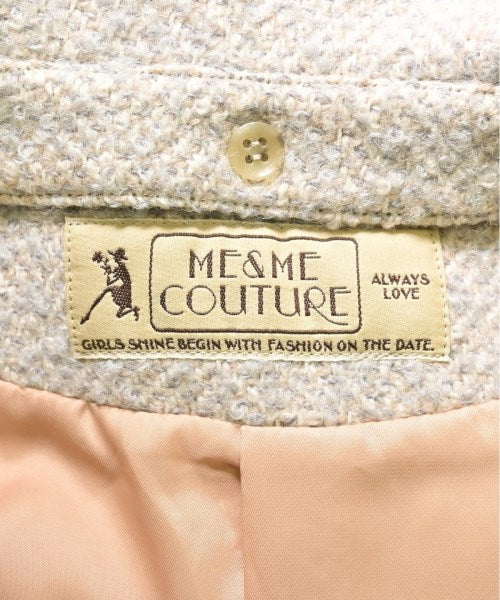 ME&ME
COUTURE
ALWAYS
LOVE
GIRLS SHINE BEGIN WITH FASHION ON THE DATE.